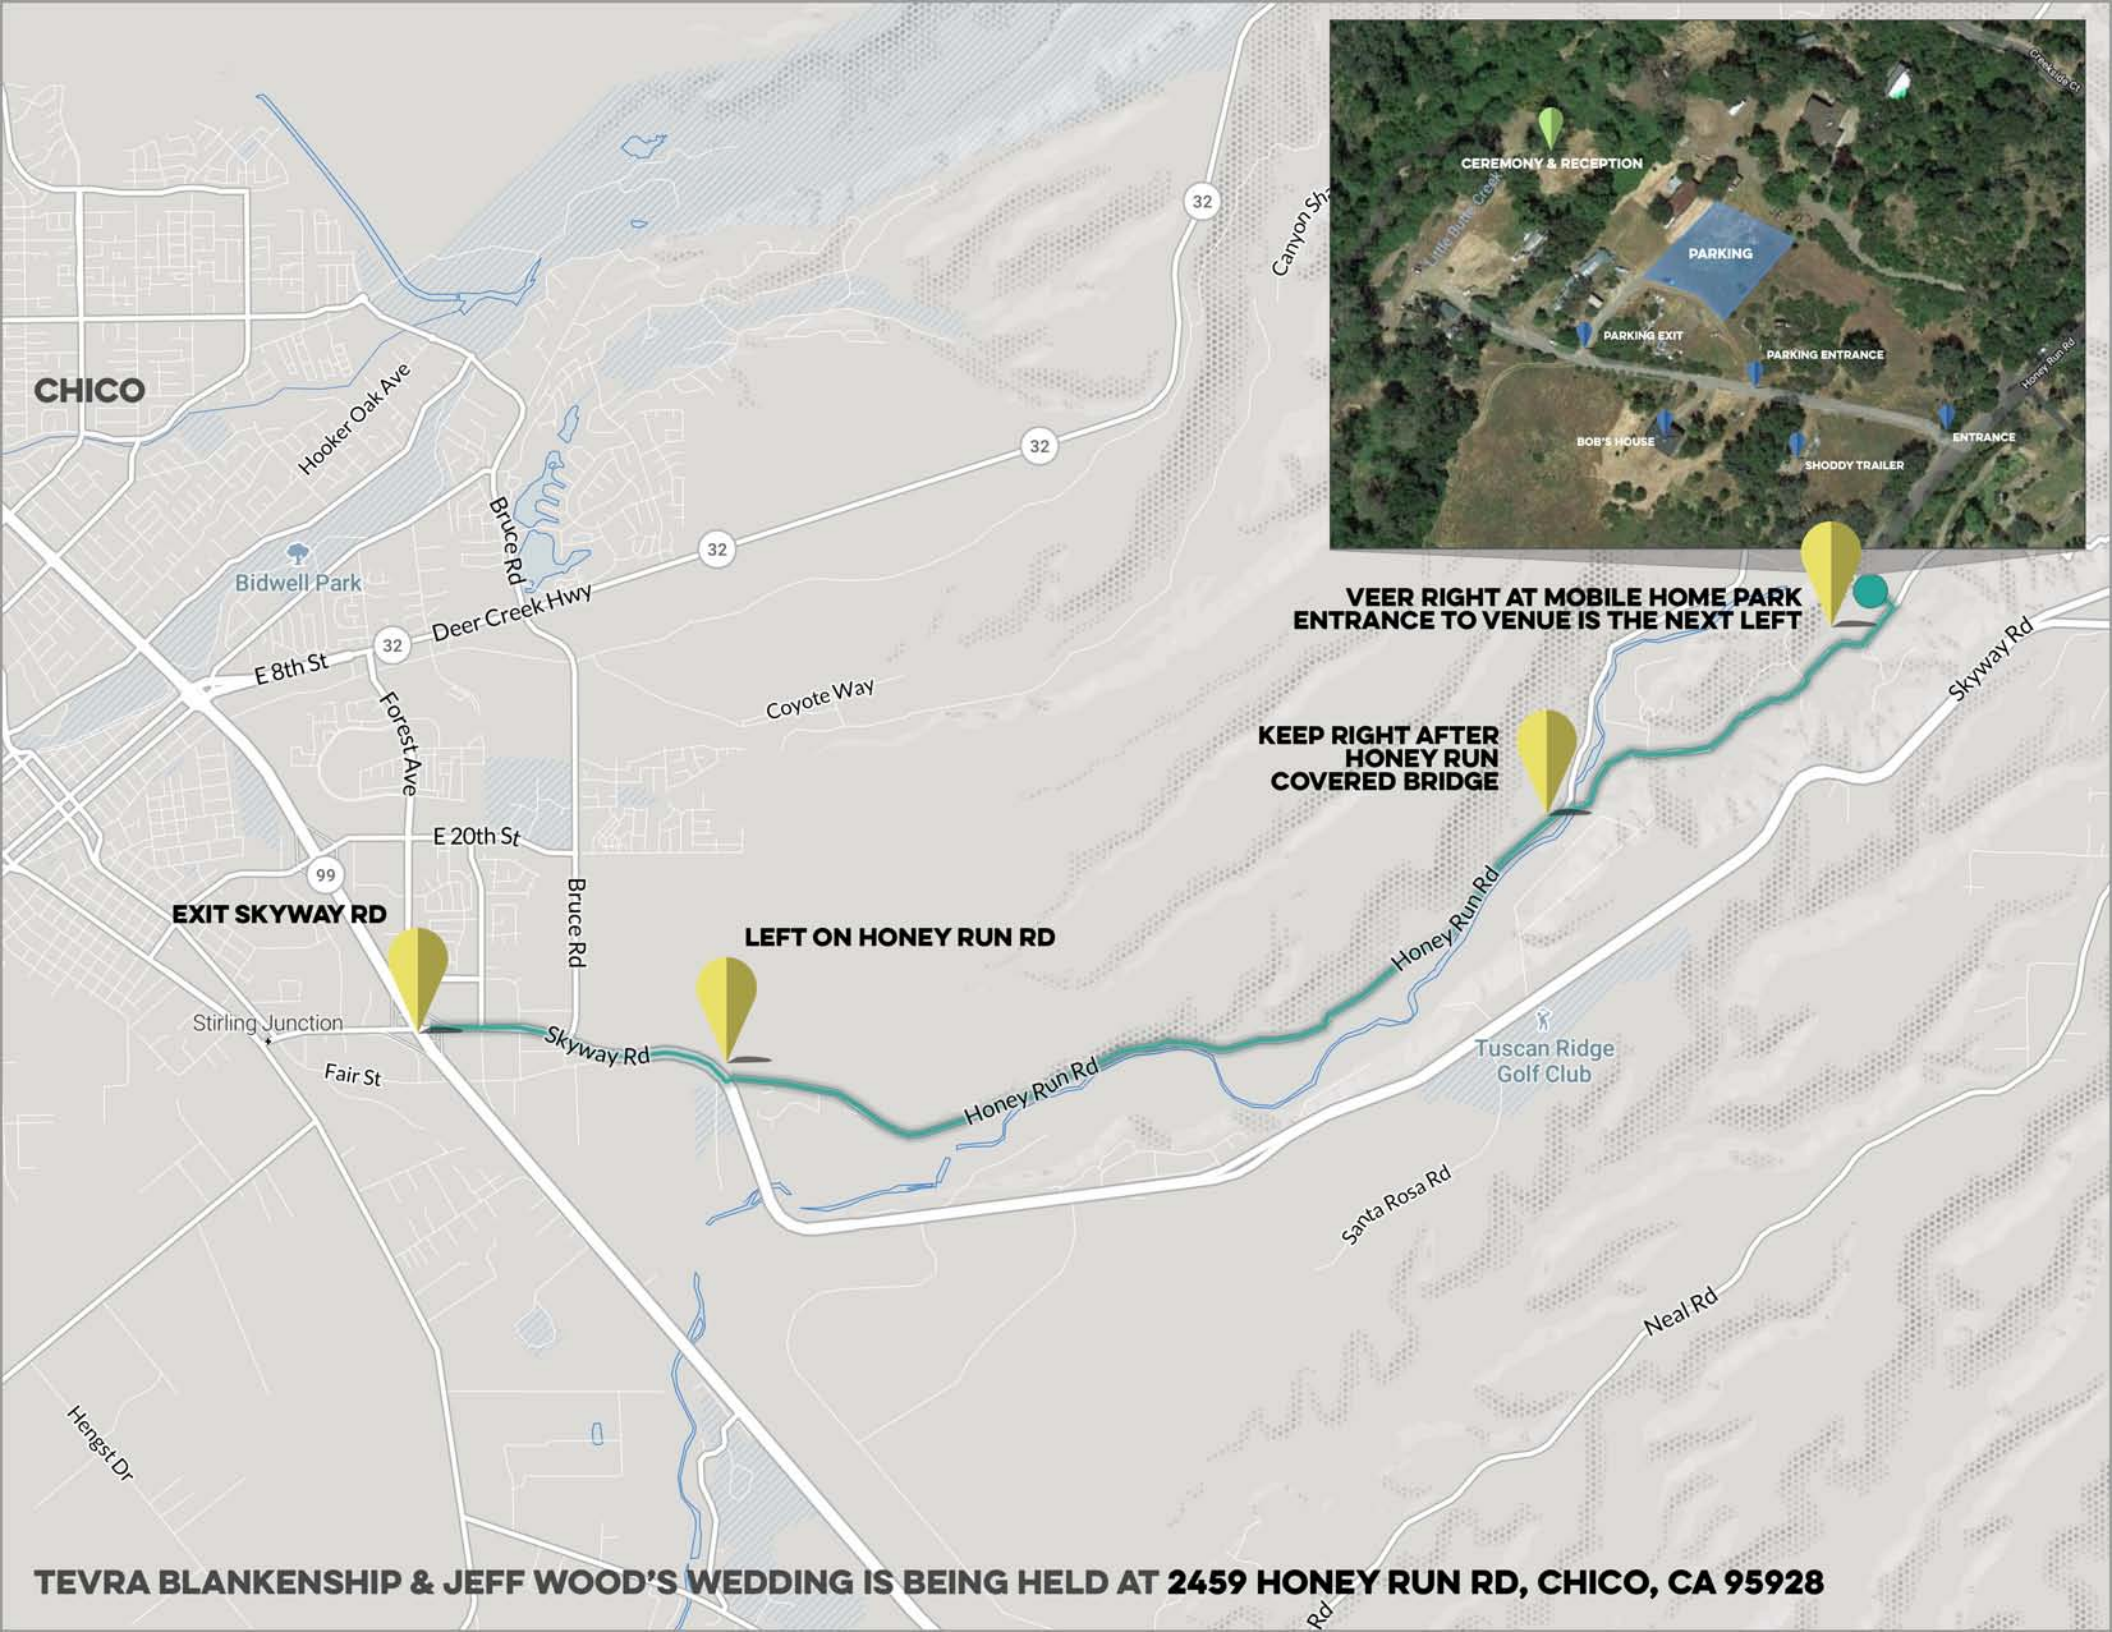 Creekside Ct
CEREMONY & RECEPTION
Little Butte Creek
PARKING
PARKING EXIT
PARKING ENTRANCE
Honey Run Rd
BOB'S HOUSE
ENTRANCE
SHODDY TRAILER
32
Canyon Sha
CHICO
Hooker Oak Ave
32
Bruce Rd
32
Bidwell Park
Deer Creek Hwy
32
E 8th St
VEER RIGHT AT MOBILE HOME PARK
ENTRANCE TO VENUE IS THE NEXT LEFT
Skyway Rd
Coyote Way
Forest Ave
KEEP RIGHT AFTER
HONEY RUN
COVERED BRIDGE
E 20th St
99
Bruce Rd
EXIT SKYWAY RD
LEFT ON HONEY RUN RD
Honey Run Rd
Stirling Junction
Skyway Rd
Fair St
Honey Run Rd
Tuscan Ridge
Golf Club
Santa Rosa Rd
Neal Rd
Hengst Dr
TEVRA BLANKENSHIP & JEFF WOOD'S WEDDING IS BEING HELD AT 2459 HONEY RUN RD, CHICO, CA 95928
Rd